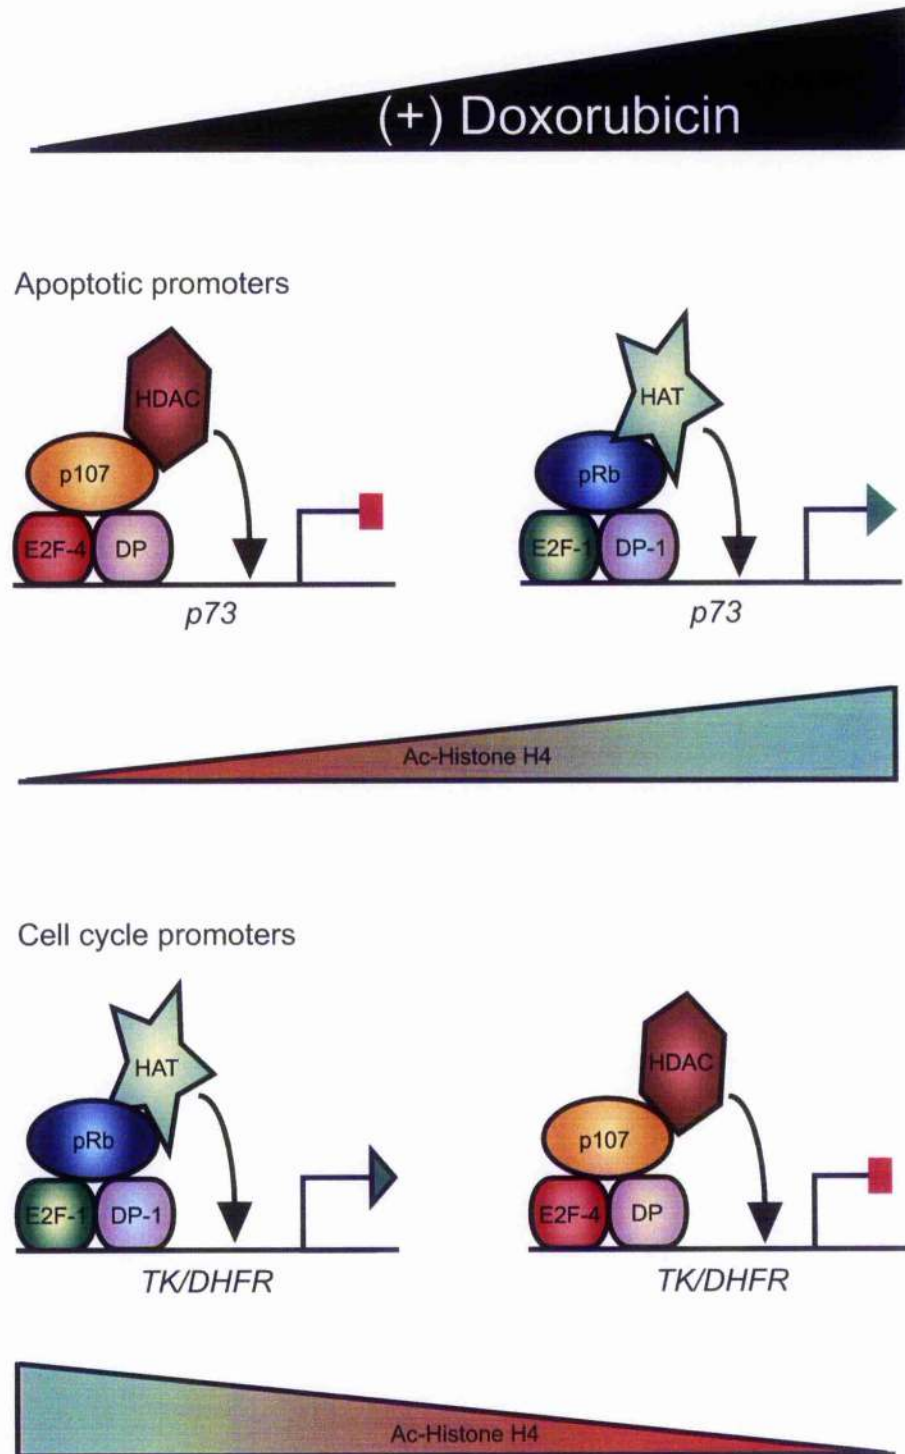 (+) Doxorubicin
Apoptotic promoters
HDAC
HAT
p107
pRb
E2F-4
DP
E2F-1
DP-1
p73
p73
Ac-Histone H4
Cell cycle promoters
HAT
HDAC
pRb
p107
E2F-1
DP-1
E2F-4
DP
TK/DHFR
TK/DHFR
Ac-Histone H4